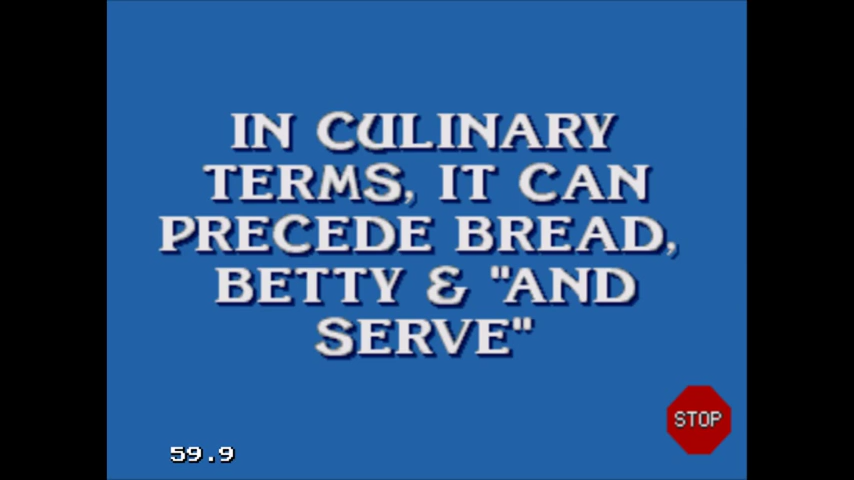 IN CULINARY
TERMS, IT CAN
PRECEDE BREAD,
BETTY & "AND
SERVE"
STOP
59.9